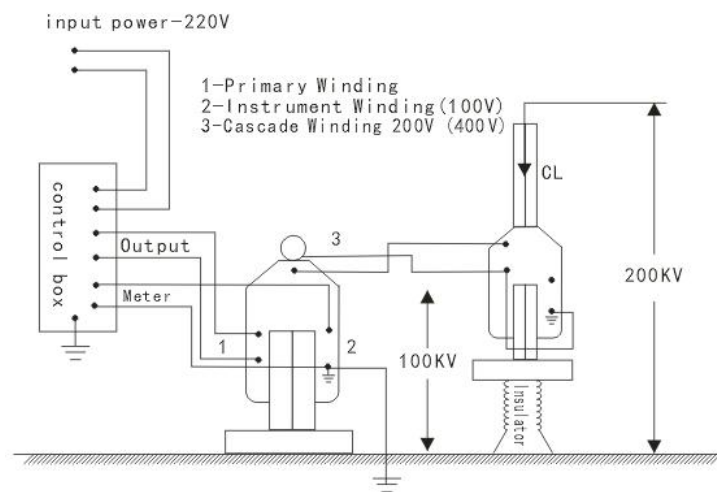 input power-220V
1-Primary Winding
2-Instrument Winding(100V)
3-Cascade Winding 200V (400V)
CL
control box
Output
3
Meter
1
2
100KV
200KV
Insulator